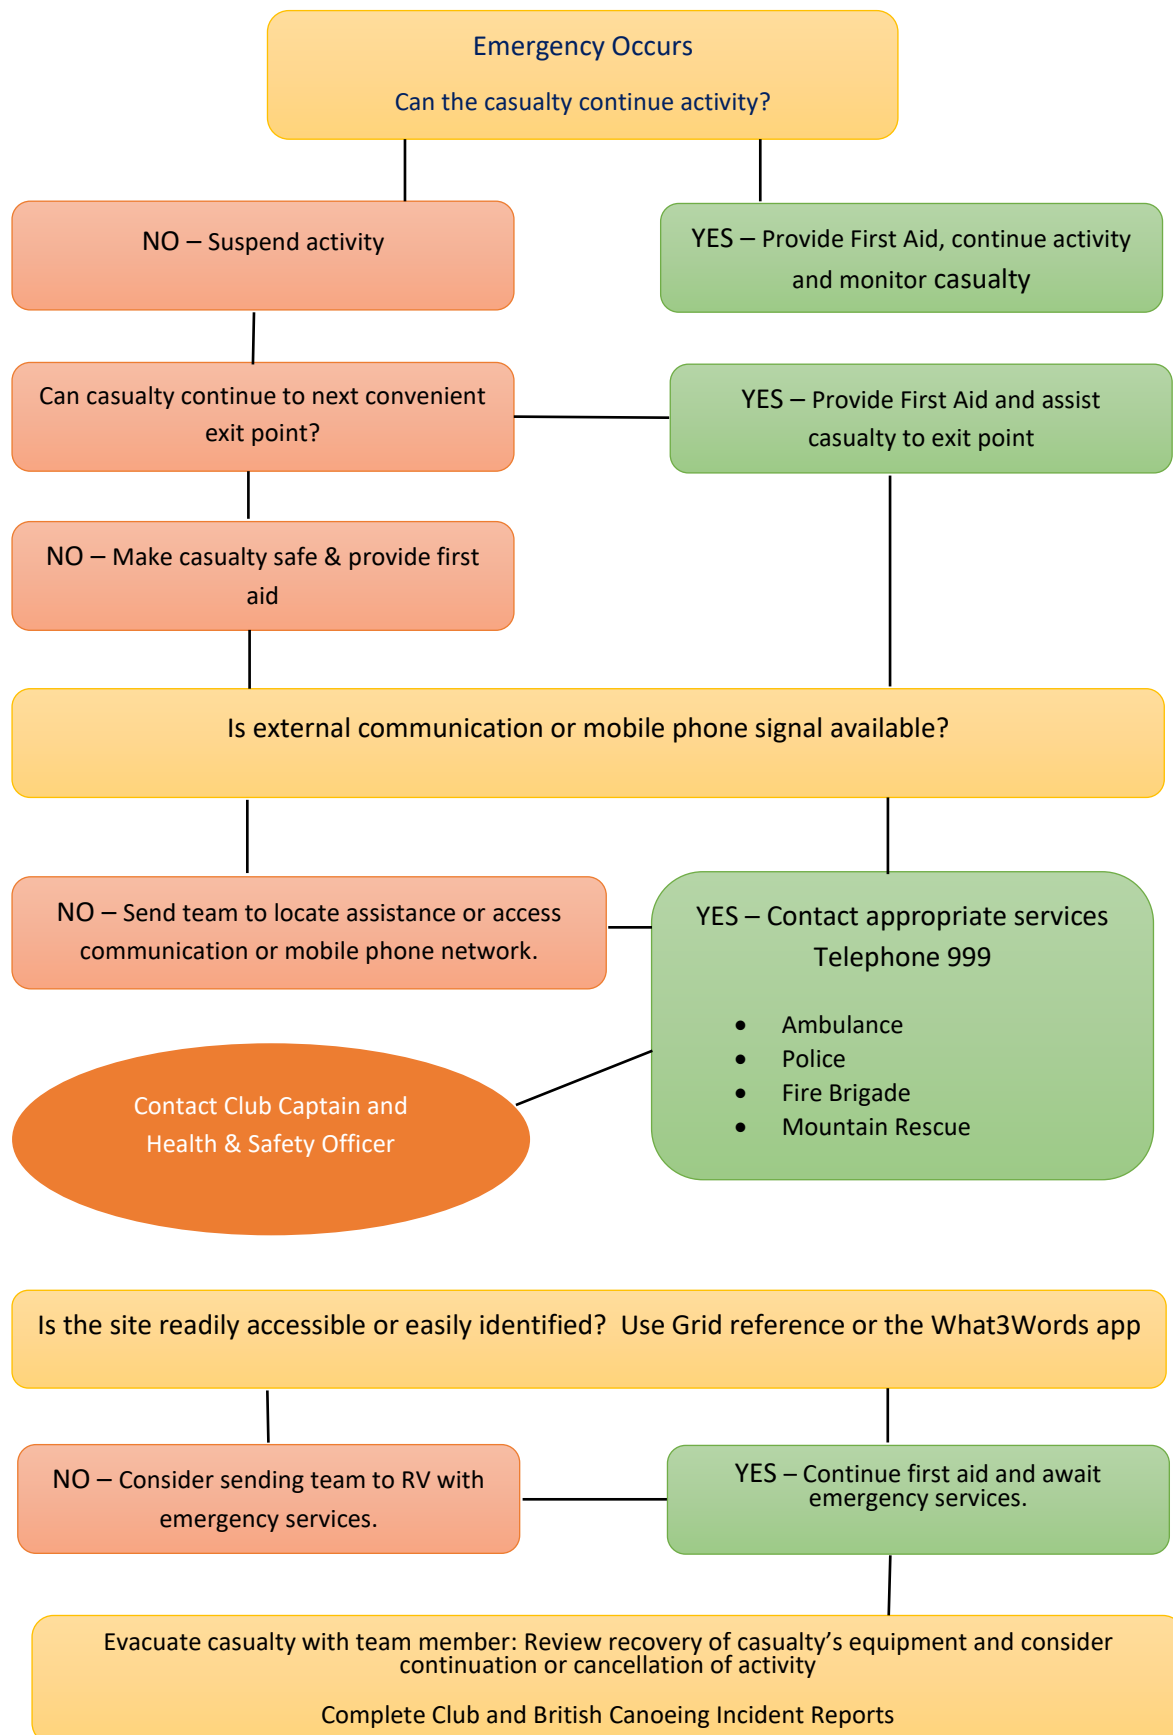 Emergency Occurs
Can the casualty continue activity?
NO – Suspend activity
YES – Provide First Aid, continue activity
and monitor casualty
Can casualty continue to next convenient
exit point?
YES – Provide First Aid and assist
casualty to exit point
NO – Make casualty safe & provide first
aid
Is external communication or mobile phone signal available?
NO – Send team to locate assistance or access
communication or mobile phone network.
YES – Contact appropriate services
Telephone 999
• Ambulance
• Police
• Fire Brigade
• Mountain Rescue
Contact Club Captain and
Health & Safety Officer
Is the site readily accessible or easily identified?  Use Grid reference or the What3Words app
NO – Consider sending team to RV with
emergency services.
YES – Continue first aid and await
emergency services.
Evacuate casualty with team member: Review recovery of casualty’s equipment and consider
continuation or cancellation of activity
Complete Club and British Canoeing Incident Reports